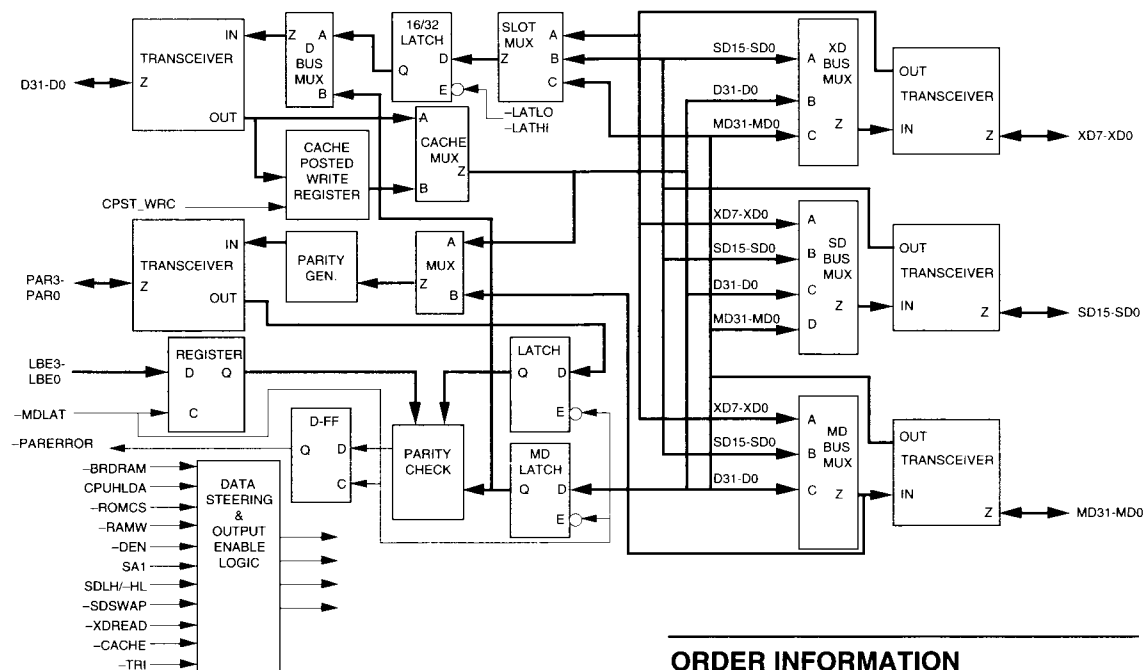 D31-D0
IN
TRANSCEIVER
Z
OUT
Z
D
BUS
MUX
A
B
16/32
LATCH
Q
D
E
–LATLO
–LATHI
SLOT
MUX
Z
A
B
C
SD15-SD0
D31-D0
MD31-MD0
XD
BUS
MUX
A
B
C
Z
OUT
TRANSCEIVER
IN
Z
XD7-XD0
CACHE
POSTED
WRITE
REGISTER
CPST_WRC
A
CACHE
MUX
Z
B
PAR3-
PAR0
IN
TRANSCEIVER
Z
OUT
PARITY
GEN.
A
MUX
Z
B
XD7-XD0
SD15-SD0
D31-D0
MD31-MD0
A
SD
BUS
MUX
B
C
Z
D
OUT
TRANSCEIVER
IN
Z
SD15-SD0
LBE3-
LBE0
REGISTER
D Q
C
–MDLAT
–PARERROR
D-FF
Q
D
C
PARITY
CHECK
LATCH
Q
D
E
MD
LATCH
Q
D
E
XD7-XD0
SD15-SD0
D31-D0
A
MD
BUS
MUX
B
C
Z
OUT
TRANSCEIVER
IN
Z
MD31-MD0
–BRDRAM
CPUHLDA
–ROMCS
–RAMW
–DEN
SA1
SDLH/–HL
–SDSWAP
–XDREAD
–CACHE
–TRI
DATA
STEERING
&
OUTPUT
ENABLE
LOGIC
ORDER INFORMATION